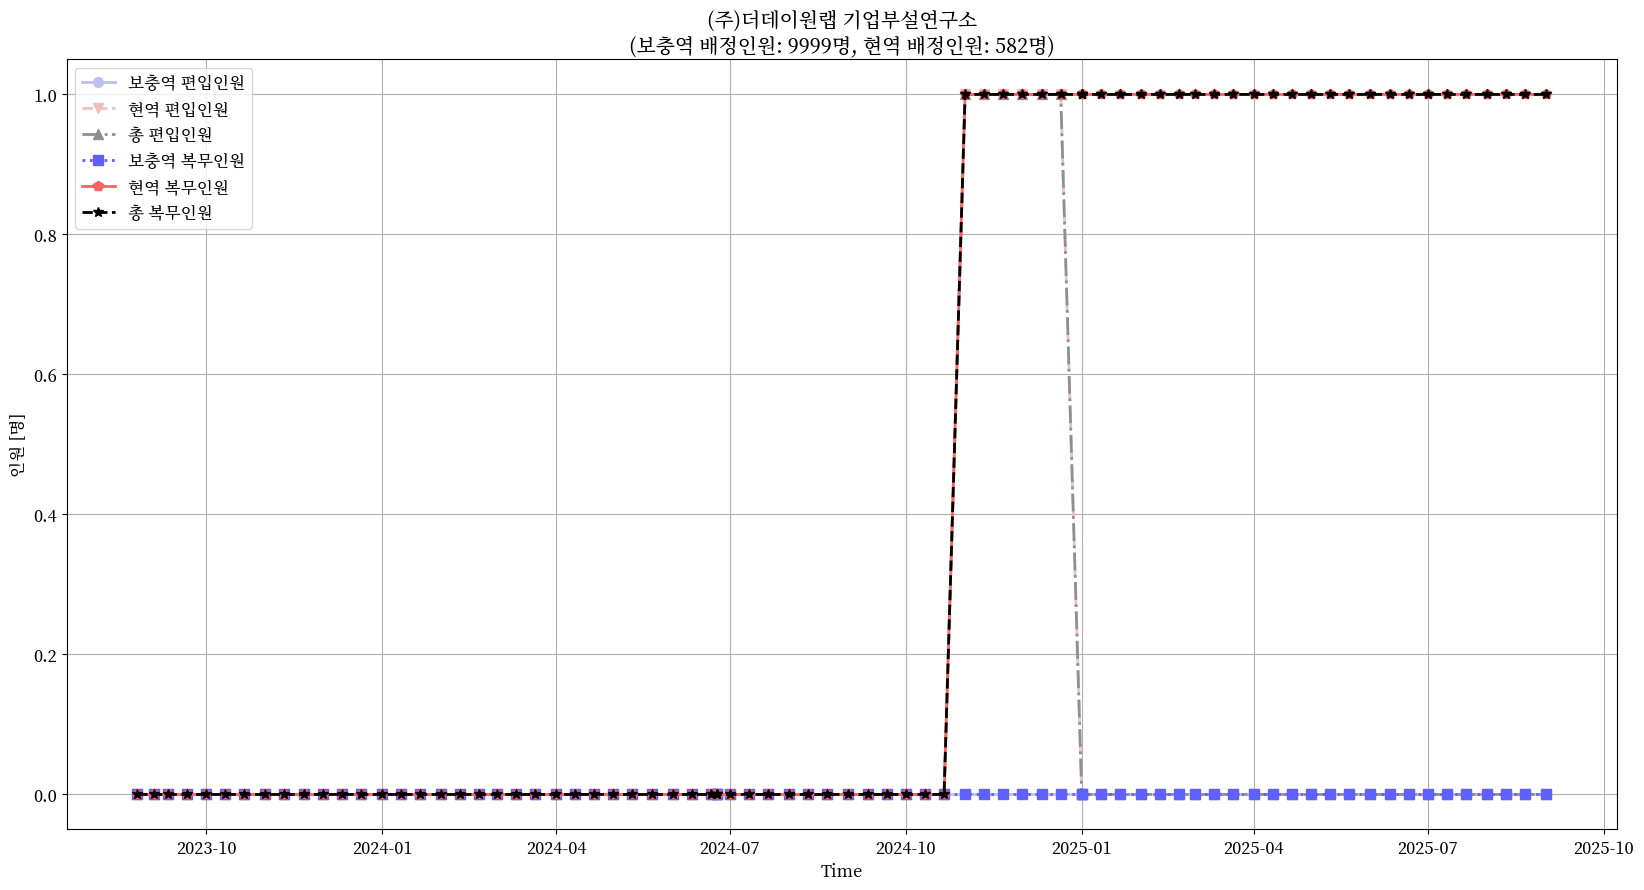 (주)더데이원랩 기업부설연구소
(보충역 배정인원: 9999명, 현역 배정인원: 582명)
보충역 편입인원
현역 편입인원
총 편입인원
보충역 복무인원
현역 복무인원
총 복무인원
1.0
0.8
0.6
0.4
0.2
0.0
인원 [명]
2023-10
2024-01
2024-04
2024-07
2024-10
2025-01
2025-04
2025-07
2025-10
Time